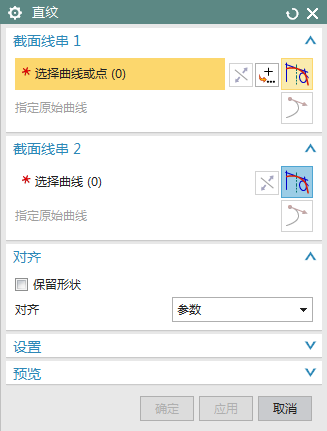 直纹
截面线串 1
* 选择曲线或点 (0)
指定原始曲线
截面线串 2
* 选择曲线 (0)
指定原始曲线
对齐
保留形状
对齐 参数
设置
预览
确定 应用 取消